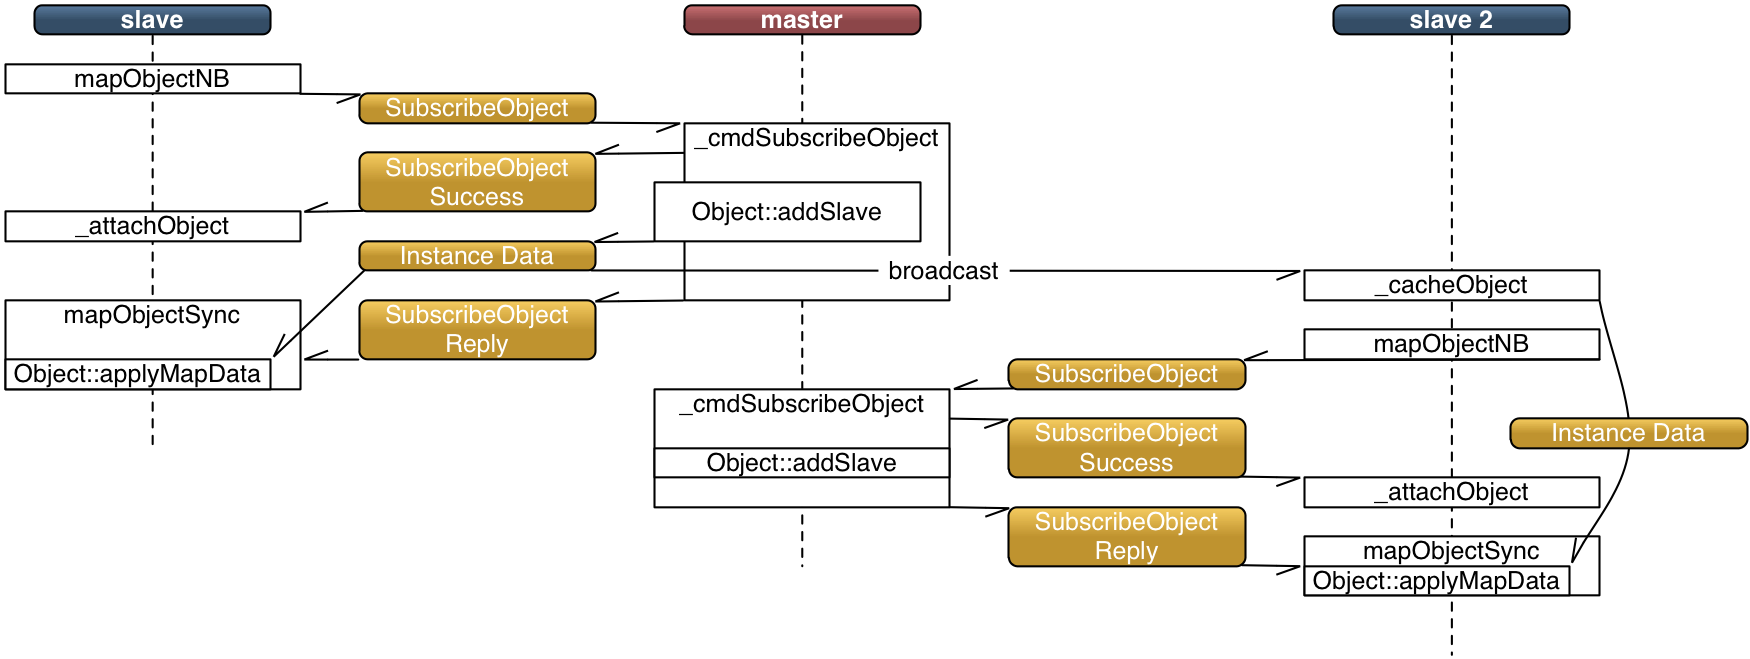 slave
master
slave 2
mapObjectNB
SubscribeObject
_cmdSubscribeObject
SubscribeObject
Success
Object::addSlave
_attachObject
Instance Data
broadcast
_cacheObject
mapObjectSync
SubscribeObject
Reply
Object::applyMapData
mapObjectNB
SubscribeObject
_cmdSubscribeObject
SubscribeObject
Success
Instance Data
Object::addSlave
_attachObject
SubscribeObject
Reply
mapObjectSync
Object::applyMapData